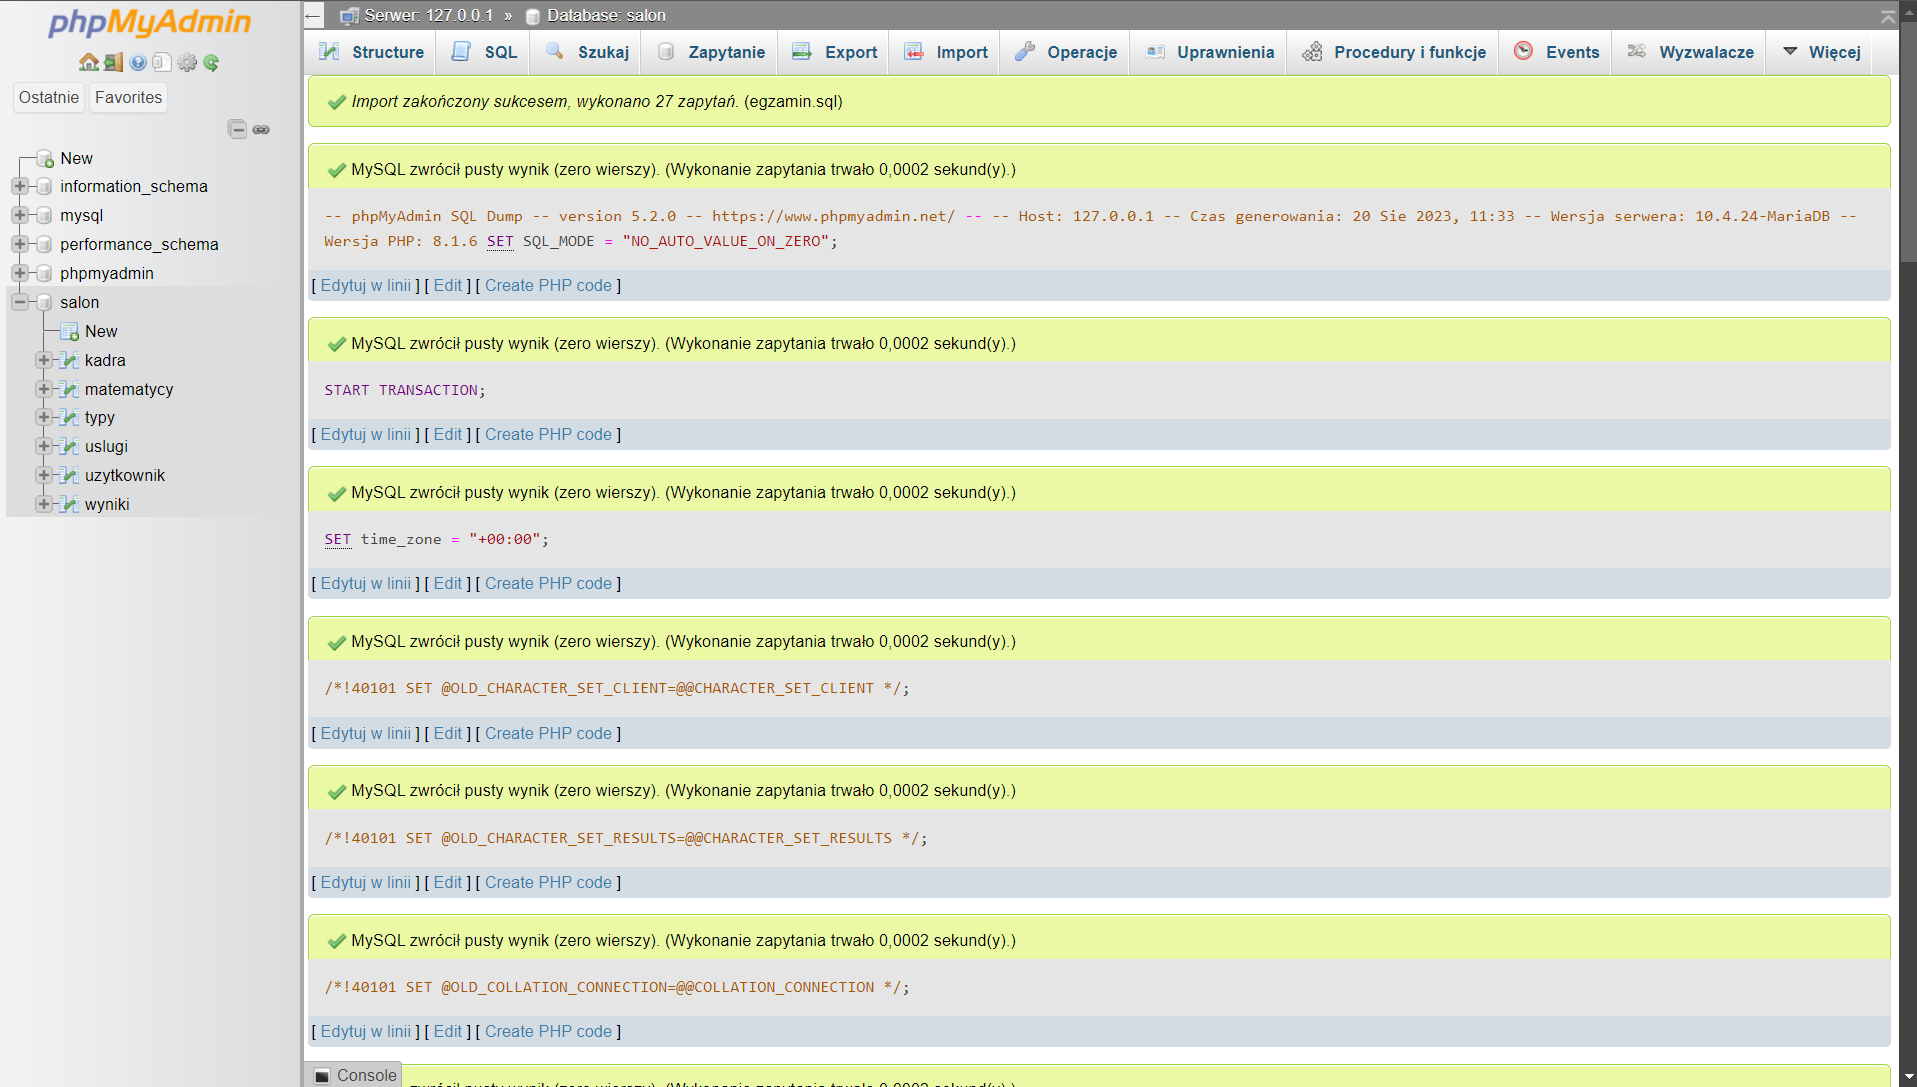 phpMyAdmin
Ostatnie Favorites
New
information_schema
mysql
performance_schema
phpmyadmin
salon
New
kadra
matematycy
typy
uslugi
uzytkownik
wyniki
Serwer: 127.0.0.1 » Database: salon
Structure SQL Szukaj Zapytanie Export Import Operacje Uprawnienia Procedury i funkcje Events Wyzwalacze Więcej
Import zakończony sukcesem, wykonano 27 zapytań. (egzamin.sql)
MySQL zwrócił pusty wynik (zero wierszy). (Wykonanie zapytania trwało 0,0002 sekund(y).)
-- phpMyAdmin SQL Dump -- version 5.2.0 -- https://www.phpmyadmin.net/ -- -- Host: 127.0.0.1 -- Czas generowania: 20 Sie 2023, 11:33 -- Wersja serwera: 10.4.24-MariaDB --
Wersja PHP: 8.1.6 SET SQL_MODE = "NO_AUTO_VALUE_ON_ZERO";
[ Edytuj w linii ] [ Edit ] [ Create PHP code ]
MySQL zwrócił pusty wynik (zero wierszy). (Wykonanie zapytania trwało 0,0002 sekund(y).)
START TRANSACTION;
[ Edytuj w linii ] [ Edit ] [ Create PHP code ]
MySQL zwrócił pusty wynik (zero wierszy). (Wykonanie zapytania trwało 0,0002 sekund(y).)
SET time_zone = "+00:00";
[ Edytuj w linii ] [ Edit ] [ Create PHP code ]
MySQL zwrócił pusty wynik (zero wierszy). (Wykonanie zapytania trwało 0,0002 sekund(y).)
/*!40101 SET @OLD_CHARACTER_SET_CLIENT=@@CHARACTER_SET_CLIENT */;
[ Edytuj w linii ] [ Edit ] [ Create PHP code ]
MySQL zwrócił pusty wynik (zero wierszy). (Wykonanie zapytania trwało 0,0002 sekund(y).)
/*!40101 SET @OLD_CHARACTER_SET_RESULTS=@@CHARACTER_SET_RESULTS */;
[ Edytuj w linii ] [ Edit ] [ Create PHP code ]
MySQL zwrócił pusty wynik (zero wierszy). (Wykonanie zapytania trwało 0,0002 sekund(y).)
/*!40101 SET @OLD_COLLATION_CONNECTION=@@COLLATION_CONNECTION */;
[ Edytuj w linii ] [ Edit ] [ Create PHP code ]
Console